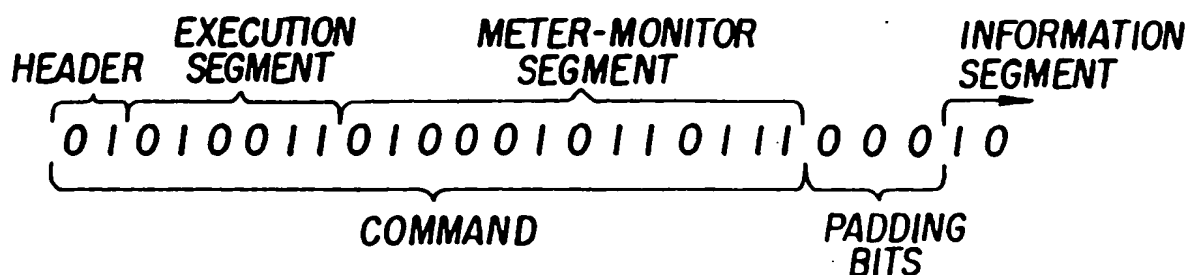 EXECUTION METER-MONITOR INFORMATION
HEADER SEGMENT SEGMENT SEGMENT
0 1 0 1 0 0 1 1 0 1 0 0 0 1 0 1 1 0 1 1 1 0 0 0 1 0
COMMAND PADDING
BITS